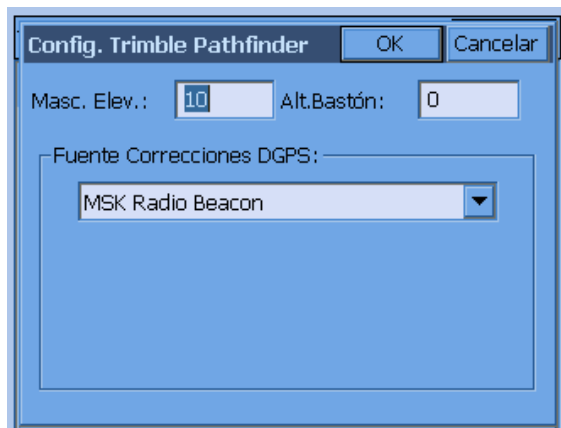 Config. Trimble Pathfinder OK Cancelar
Masc. Elev.: 10 Alt.Bastón: 0
Fuente Correcciones DGPS:
MSK Radio Beacon